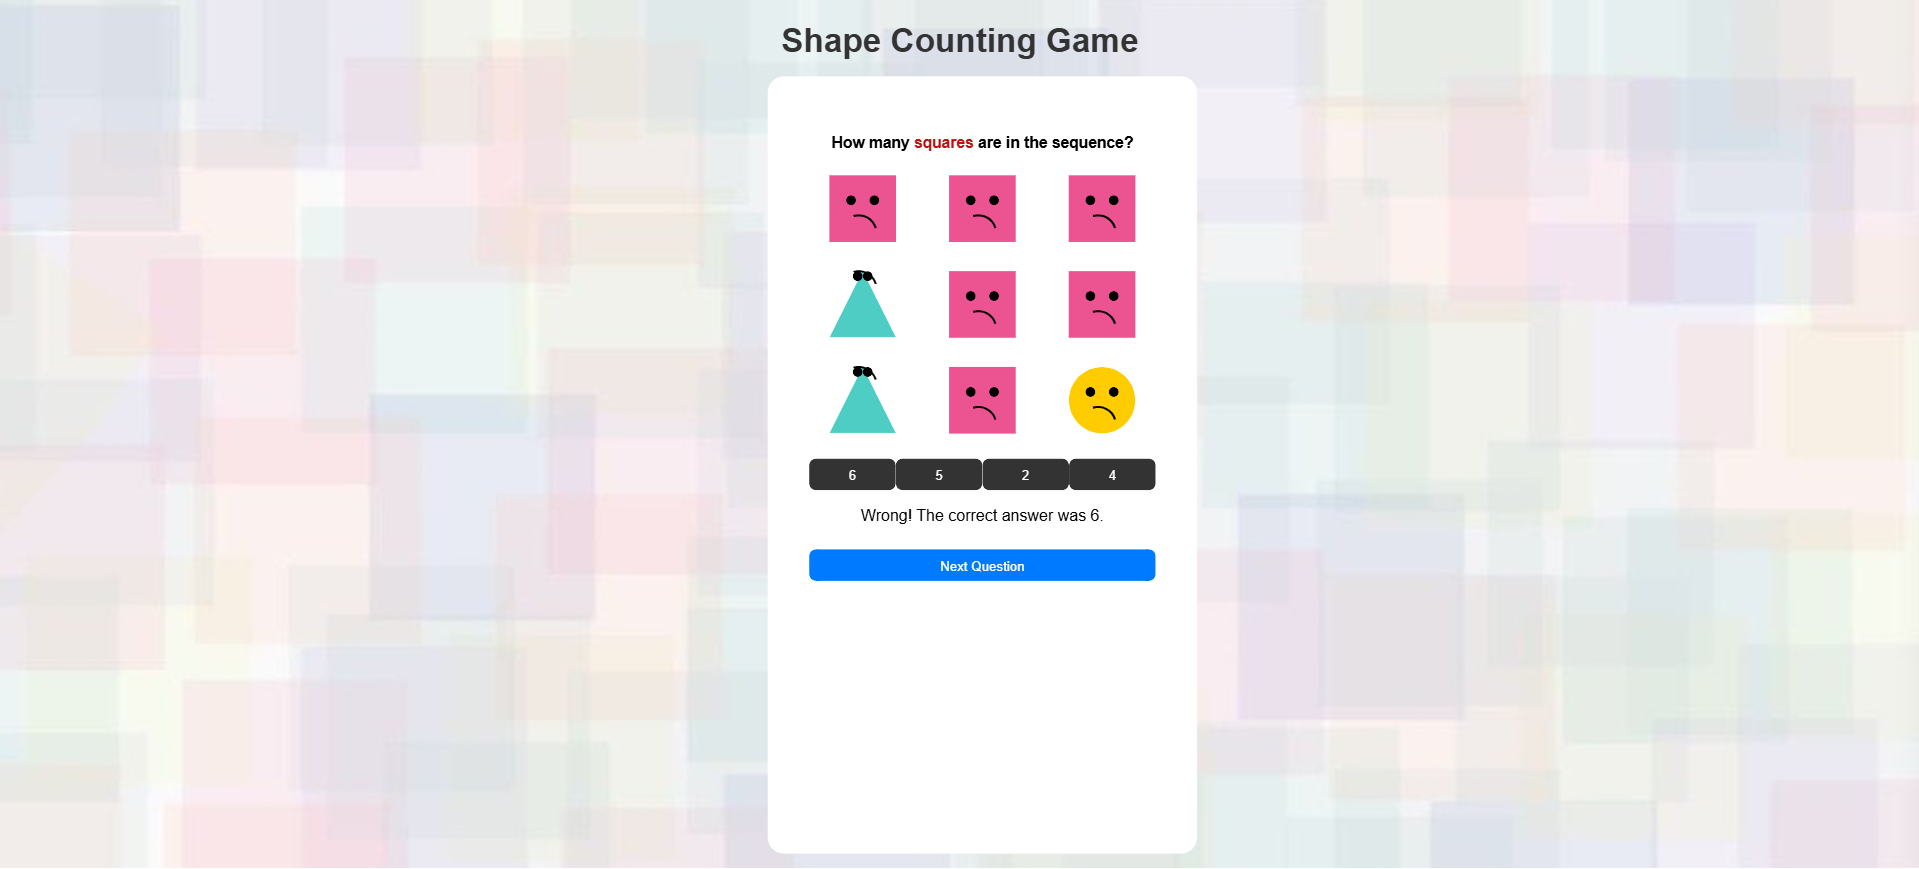 Shape Counting Game
How many squares are in the sequence?
6 5 2 4
Wrong! The correct answer was 6.
Next Question